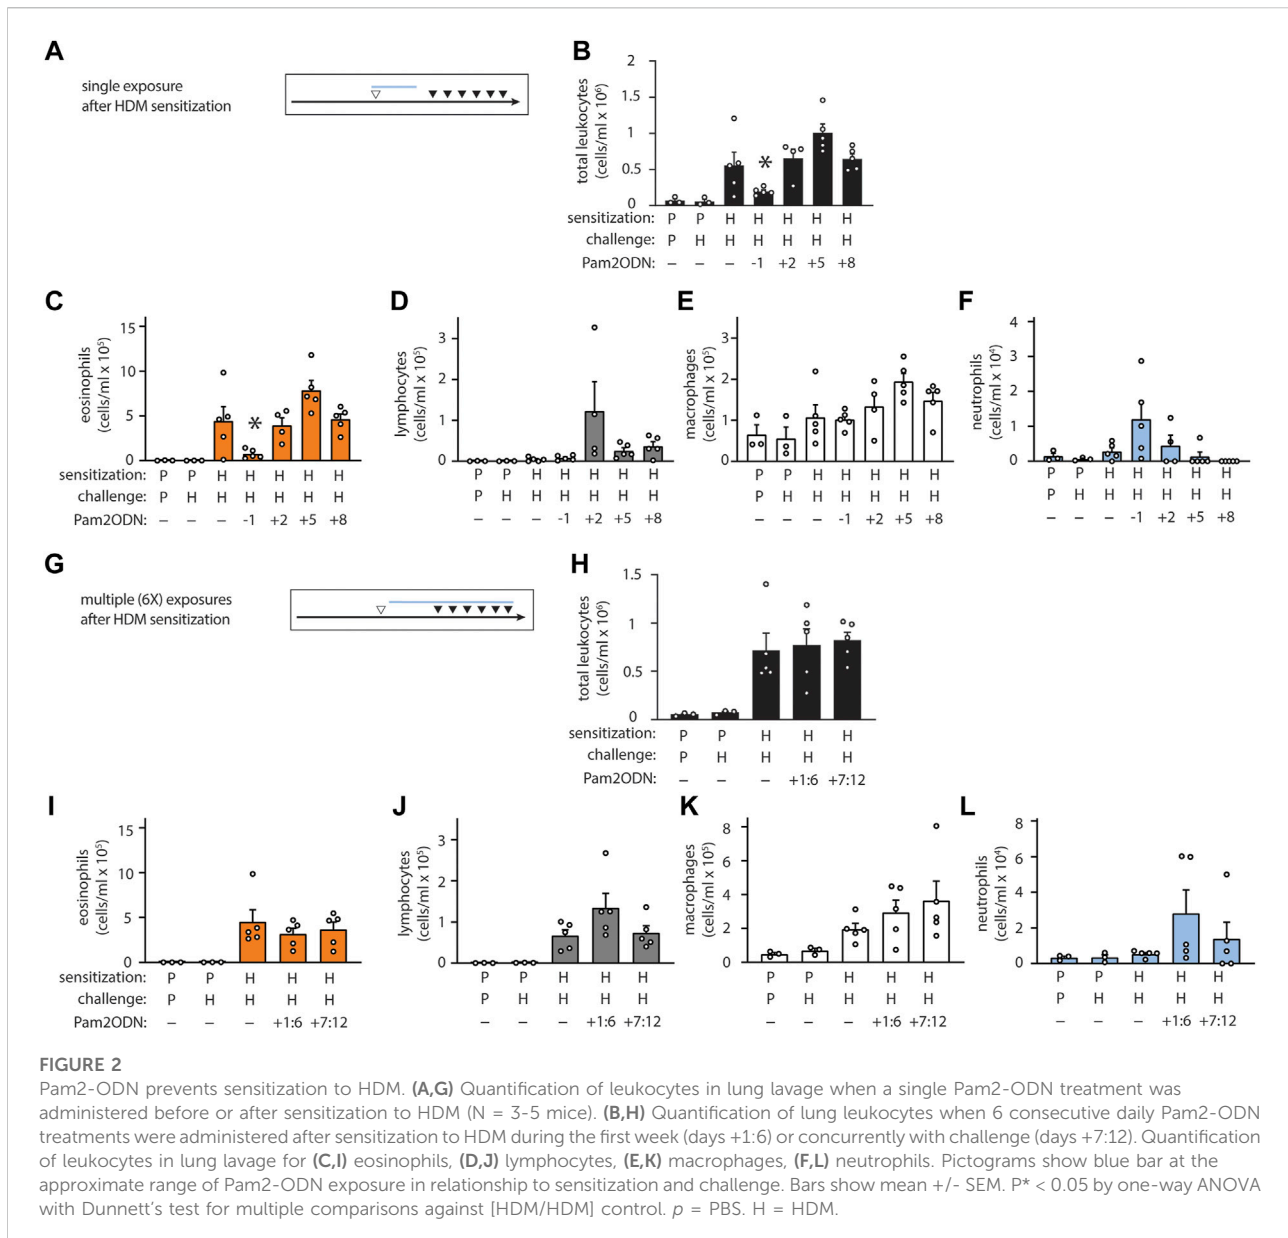 A
single exposure
after HDM sensitization
B
total leukocytes
(cells/ml x 10⁶)
2
1.5
1
0.5
0
*
sensitization: P P H H H H H
challenge: P H H H H H H
Pam2ODN: – – – -1 +2 +5 +8
C
eosinophils
(cells/ml x 10⁵)
15
10
5
0
*
sensitization: P P H H H H H
challenge: P H H H H H H
Pam2ODN: – – – -1 +2 +5 +8
D
lymphocytes
(cells/ml x 10⁵)
3
2
1
0
P P H H H H H
P H H H H H H
– – – -1 +2 +5 +8
E
macrophages
(cells/ml x 10⁵)
3
2
1
0
P P H H H H H
P H H H H H H
– – – -1 +2 +5 +8
F
neutrophils
(cells/ml x 10⁴)
4
3
2
1
0
P P H H H H H
P H H H H H H
– – – -1 +2 +5 +8
G
multiple (6X) exposures
after HDM sensitization
H
total leukocytes
(cells/ml x 10⁶)
1.5
1
0.5
0
sensitization: P P H H H
challenge: P H H H H
Pam2ODN: – – – +1:6 +7:12
I
eosinophils
(cells/ml x 10⁵)
15
10
5
0
sensitization: P P H H H
challenge: P H H H H
Pam2ODN: – – – +1:6 +7:12
J
lymphocytes
(cells/ml x 10⁵)
3
2
1
0
P P H H H
P H H H H
– – – +1:6 +7:12
K
macrophages
(cells/ml x 10⁵)
8
6
4
2
0
P P H H H
P H H H H
– – – +1:6 +7:12
L
neutrophils
(cells/ml x 10⁴)
8
6
4
2
0
P P H H H
P H H H H
– – – +1:6 +7:12
FIGURE 2
Pam2-ODN prevents sensitization to HDM. (A,G) Quantification of leukocytes in lung lavage when a single Pam2-ODN treatment was
administered before or after sensitization to HDM (N = 3-5 mice). (B,H) Quantification of lung leukocytes when 6 consecutive daily Pam2-ODN
treatments were administered after sensitization to HDM during the first week (days +1:6) or concurrently with challenge (days +7:12). Quantification
of leukocytes in lung lavage for (C,I) eosinophils, (D,J) lymphocytes, (E,K) macrophages, (F,L) neutrophils. Pictograms show blue bar at the
approximate range of Pam2-ODN exposure in relationship to sensitization and challenge. Bars show mean +/- SEM. P* < 0.05 by one-way ANOVA
with Dunnett's test for multiple comparisons against [HDM/HDM] control. p = PBS. H = HDM.